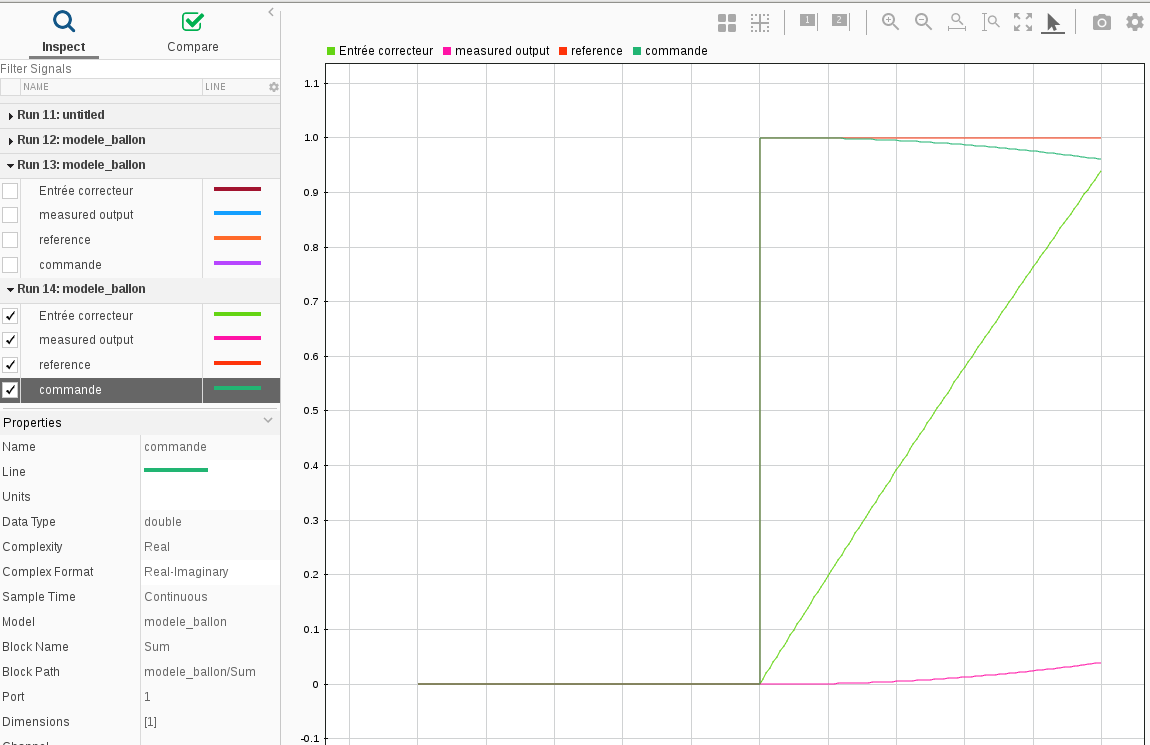 Inspect
Compare
Filter Signals
NAME LINE
Run 11: untitled
Run 12: modele_ballon
Run 13: modele_ballon
Entrée correcteur
measured output
reference
commande
Run 14: modele_ballon
Entrée correcteur
measured output
reference
commande
Properties
Name commande
Line
Units
Data Type double
Complexity Real
Complex Format Real-Imaginary
Sample Time Continuous
Model modele_ballon
Block Name Sum
Block Path modele_ballon/Sum
Port 1
Dimensions [1]
1 2
Entrée correcteur measured output reference commande
1.1
1.0
0.9
0.8
0.7
0.6
0.5
0.4
0.3
0.2
0.1
0
-0.1